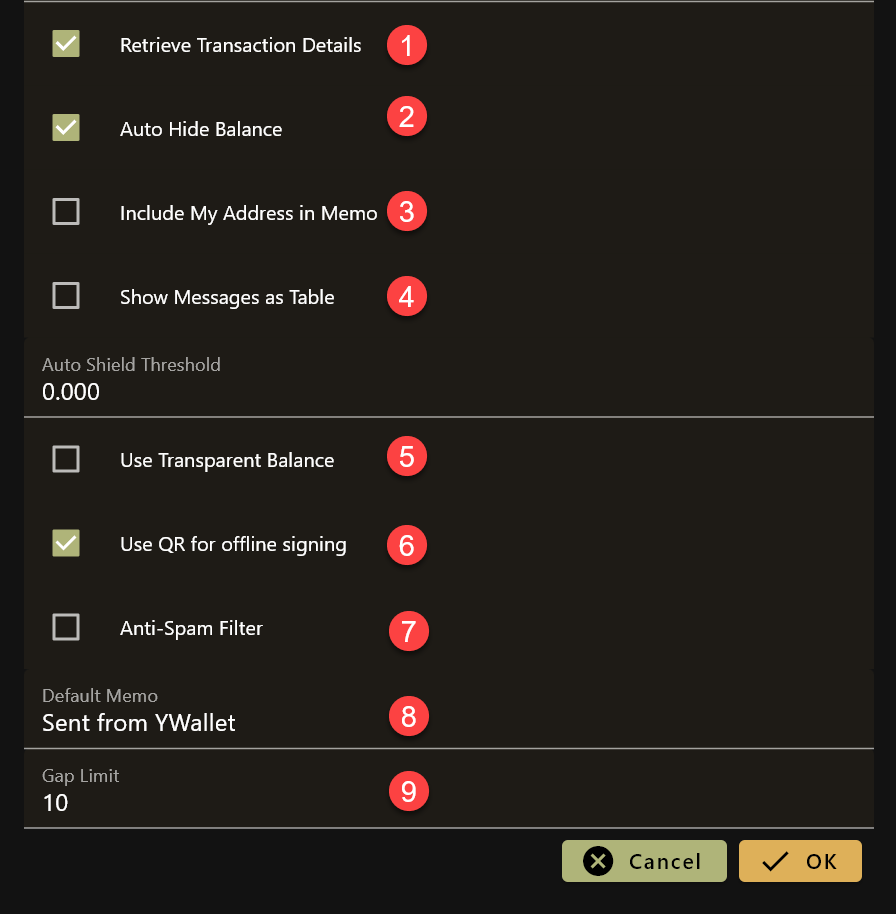 Retrieve Transaction Details 1
Auto Hide Balance 2
Include My Address in Memo 3
Show Messages as Table 4
Auto Shield Threshold
0.000
Use Transparent Balance 5
Use QR for offline signing 6
Anti-Spam Filter 7
Default Memo
Sent from YWallet 8
Gap Limit
10 9
Cancel OK